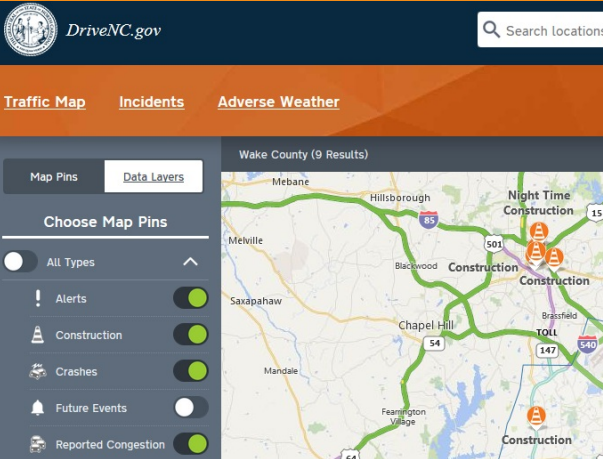 DriveNC.gov
Search locations
Traffic Map Incidents Adverse Weather
Map Pins Data Layers
Wake County (9 Results)
Choose Map Pins
All Types
Alerts
Construction
Crashes
Future Events
Reported Congestion
Mebane
Hillsborough
Night Time
Construction
85
15
Melville
501
Blackwood
Construction
Construction
Saxapahaw
Brassfield
Chapel Hill
TOLL
54
147
540
Mandale
Fearrington
Village
Construction
64